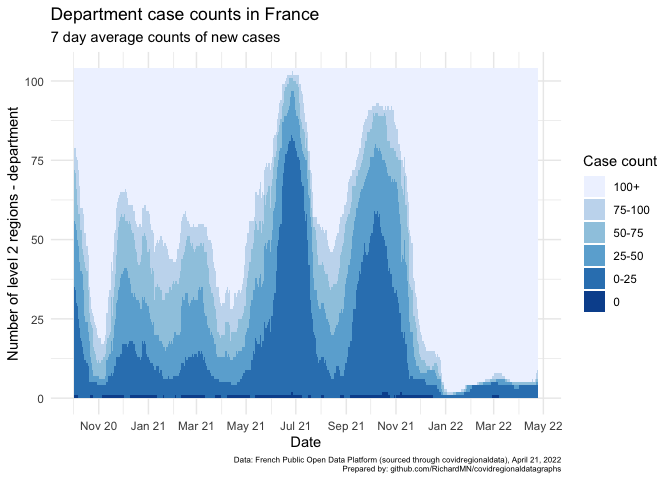 Department case counts in France
7 day average counts of new cases
Number of level 2 regions - department
100
75
50
25
0
Nov 20 Jan 21 Mar 21 May 21 Jul 21 Sep 21 Nov 21 Jan 22 Mar 22 May 22
Date
Case count
100+
75-100
50-75
25-50
0-25
0
Data: French Public Open Data Platform (sourced through covidregionaldata), April 21, 2022
Prepared by: github.com/RichardMN/covidregionaldatagraphs